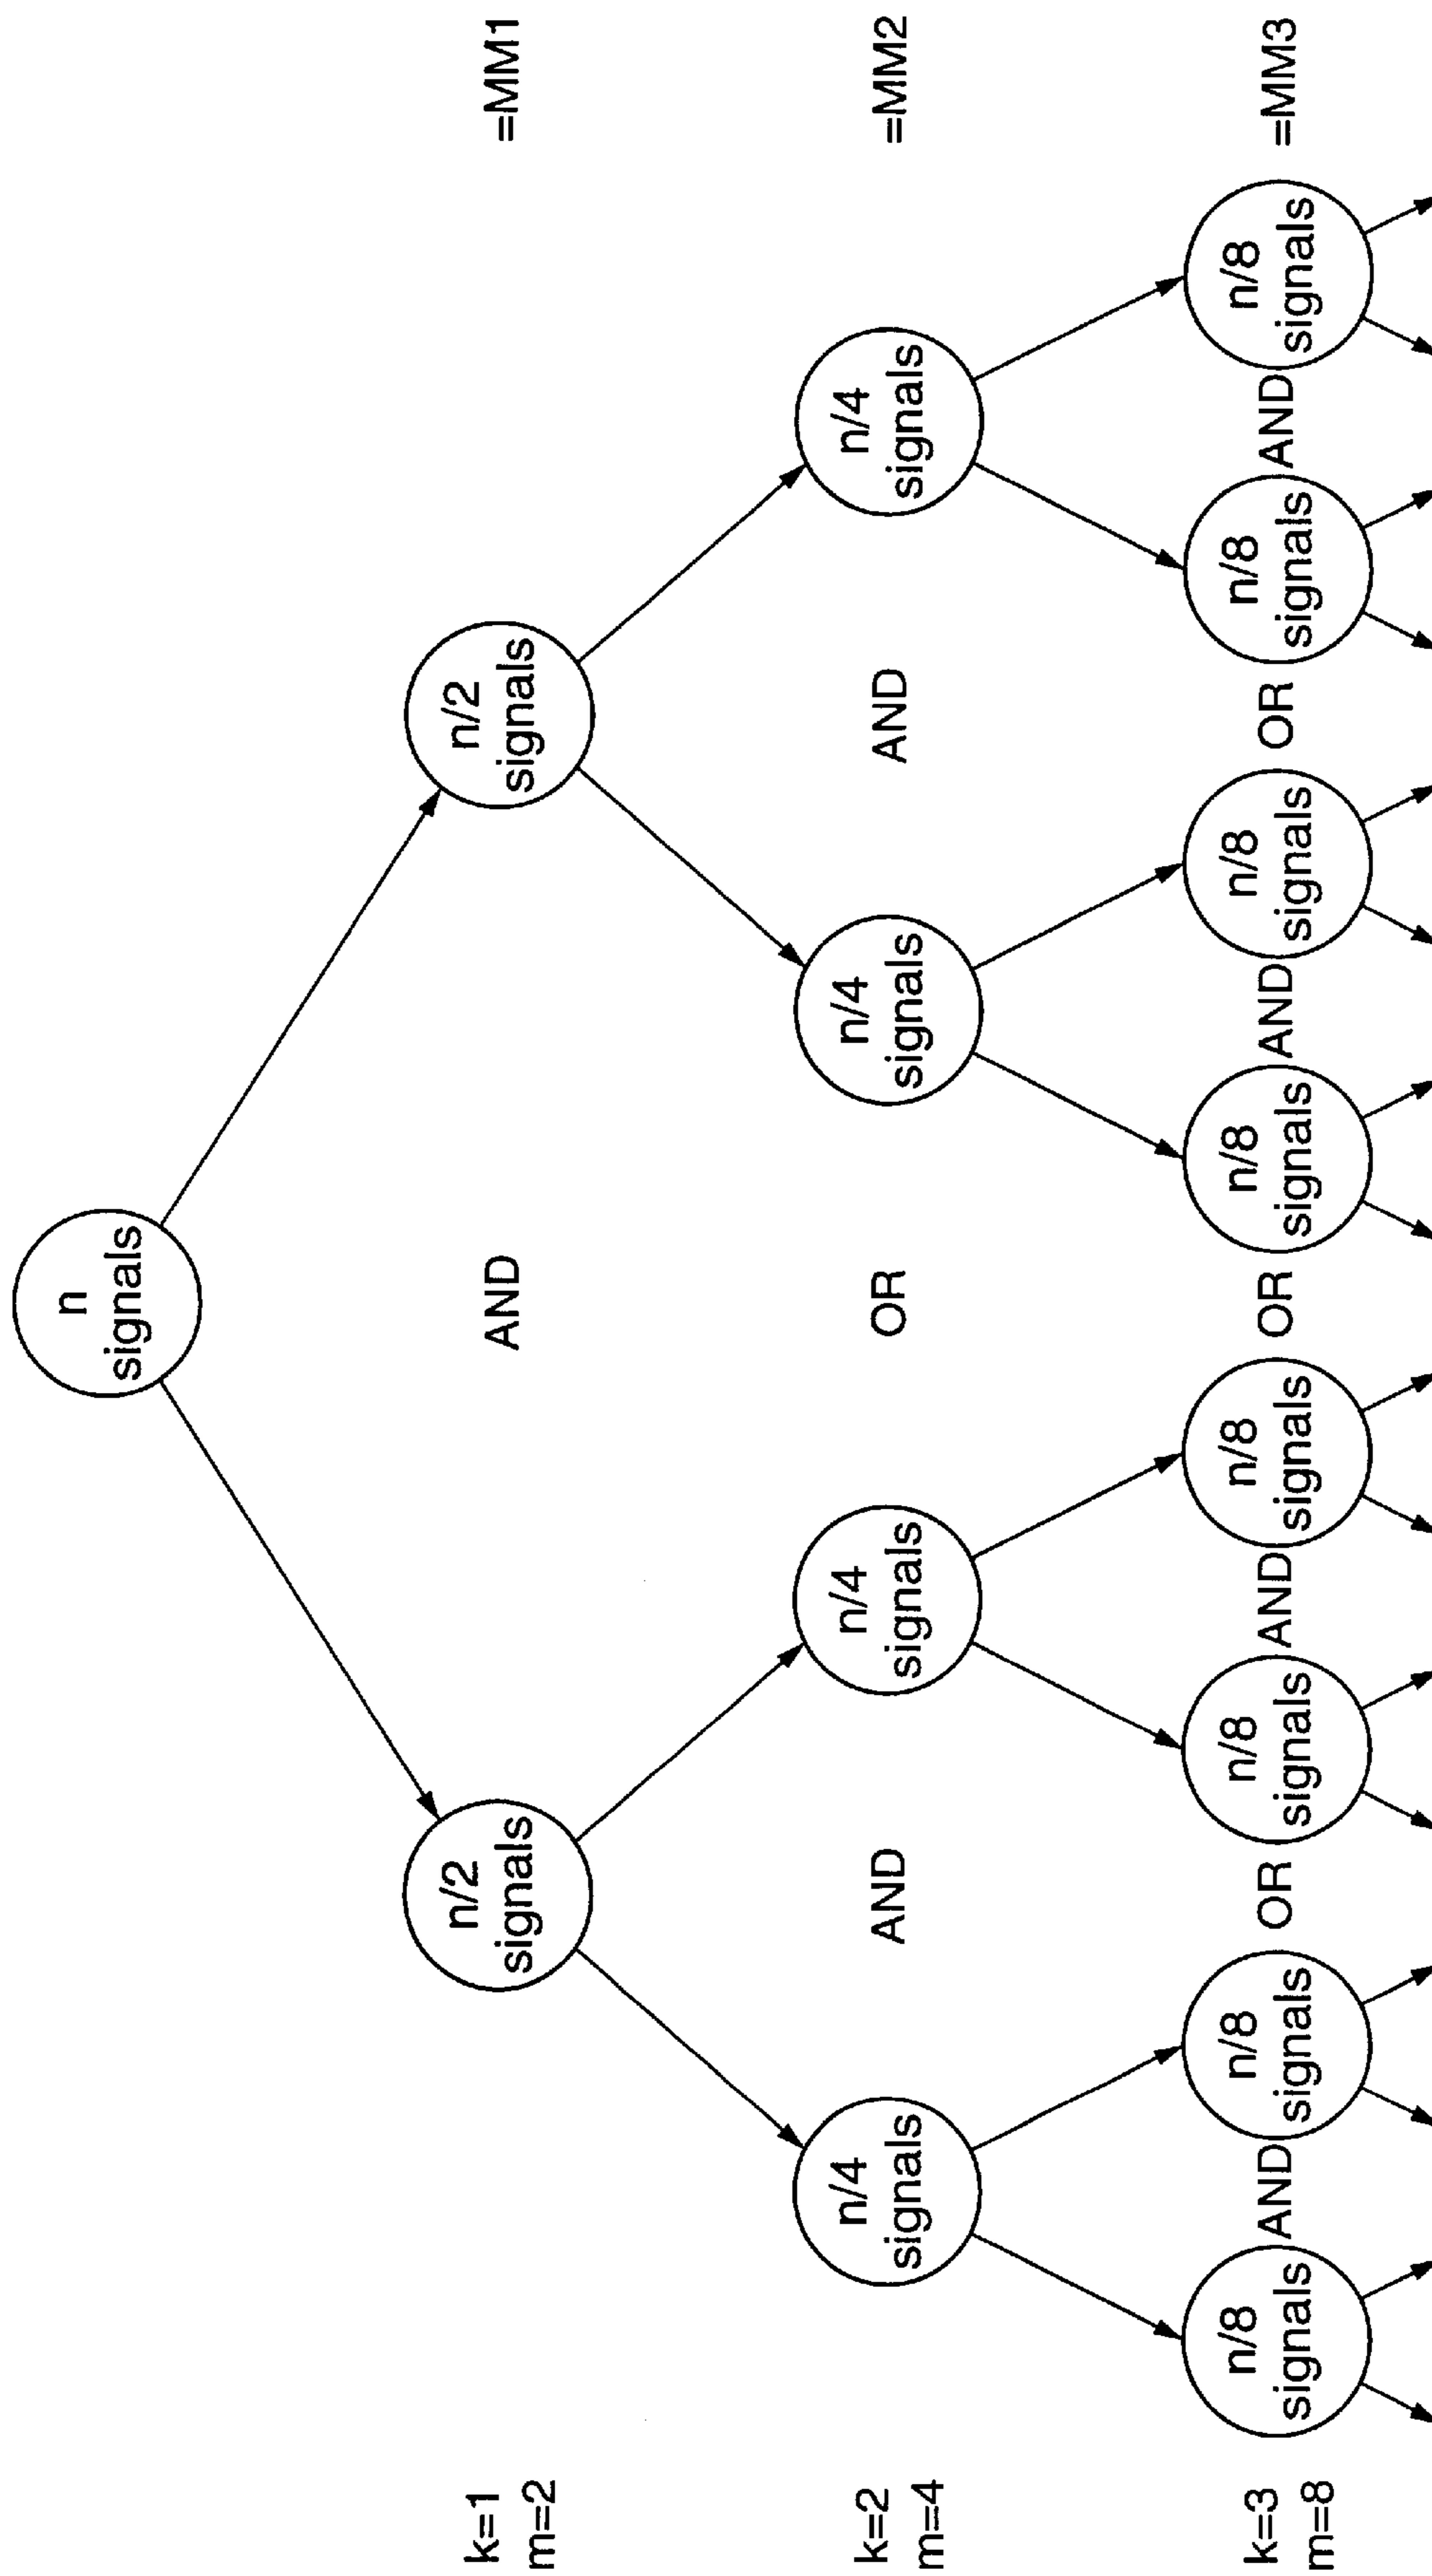 n
signals
k=1
m=2
n/2
signals
AND
n/2
signals
=MM1
k=2
m=4
n/4
signals
AND
n/4
signals
OR
n/4
signals
AND
n/4
signals
=MM2
k=3
m=8
n/8
signals
AND
n/8
signals
OR
n/8
signals
AND
n/8
signals
OR
n/8
signals
AND
n/8
signals
OR
n/8
signals
AND
n/8
signals
=MM3